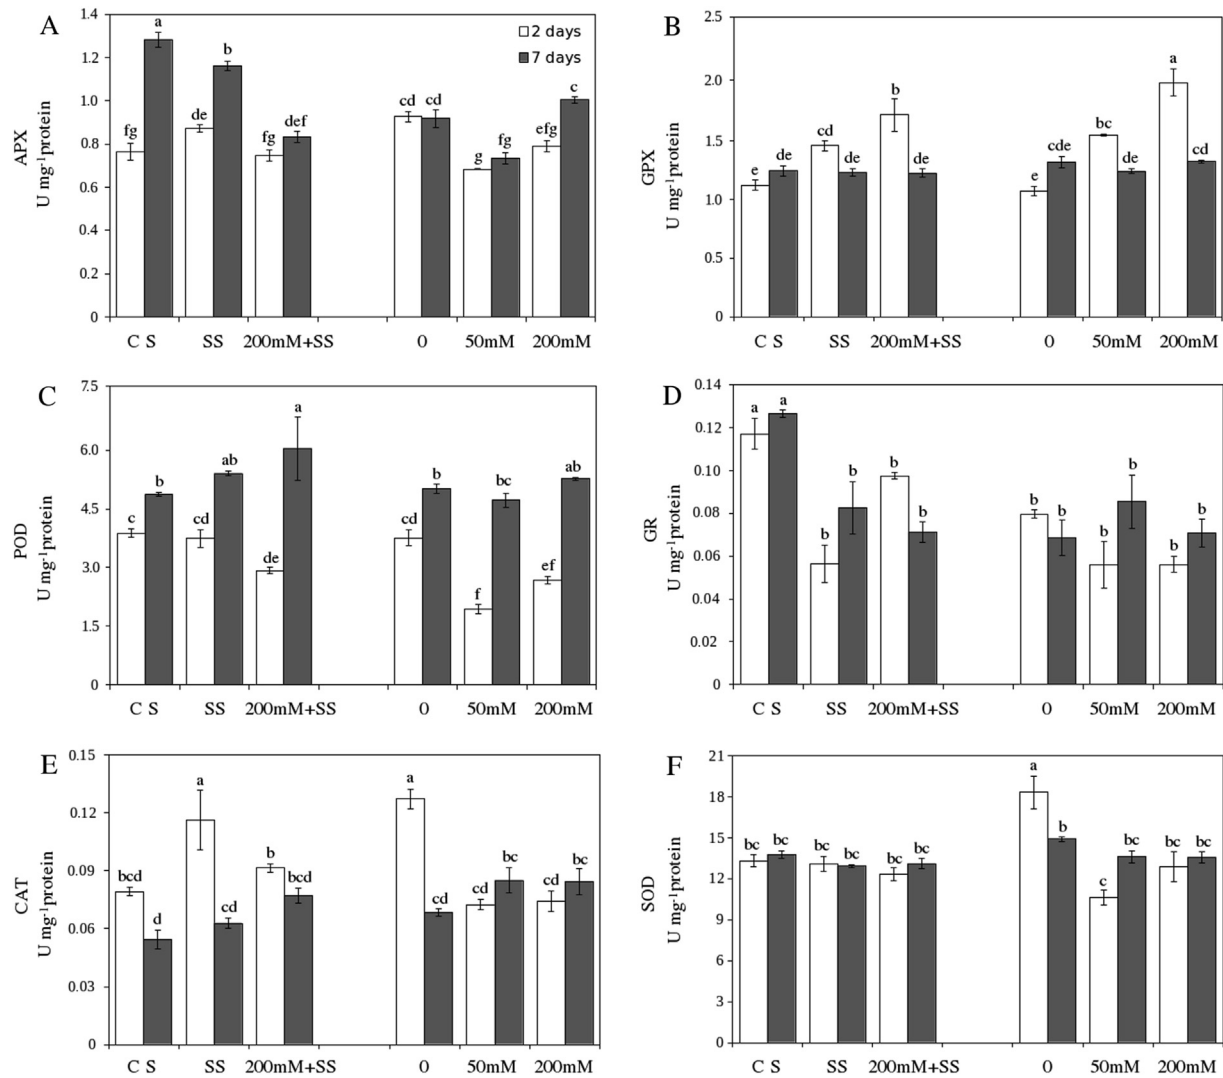 A
1.4
1.2
1.0
0.8
0.6
0.4
0.2
0
APX
U mg-1protein
2 days
7 days
fg a de b fg def cd cd g fg efg c
C S SS 200mM+SS 0 50mM 200mM
B
2.5
2.0
1.5
1.0
0.5
0
GPX
U mg-1protein
e de cd de b de e cde bc de a cd
C S SS 200mM+SS 0 50mM 200mM
C
7.5
6.0
4.5
3.0
1.5
0
POD
U mg-1protein
c b cd ab de a cd b f bc ef ab
C S SS 200mM+SS 0 50mM 200mM
D
0.14
0.12
0.10
0.08
0.06
0.04
0.02
0
GR
U mg-1protein
a a b b b b b b b b b b
C S SS 200mM+SS 0 50mM 200mM
E
0.15
0.12
0.09
0.06
0.03
0
CAT
U mg-1protein
bcd d a cd b bcd a cd cd bc cd bc
C S SS 200mM+SS 0 50mM 200mM
F
21
18
15
12
9
6
3
0
SOD
U mg-1protein
bc bc bc bc bc bc a b c bc bc bc
C S SS 200mM+SS 0 50mM 200mM